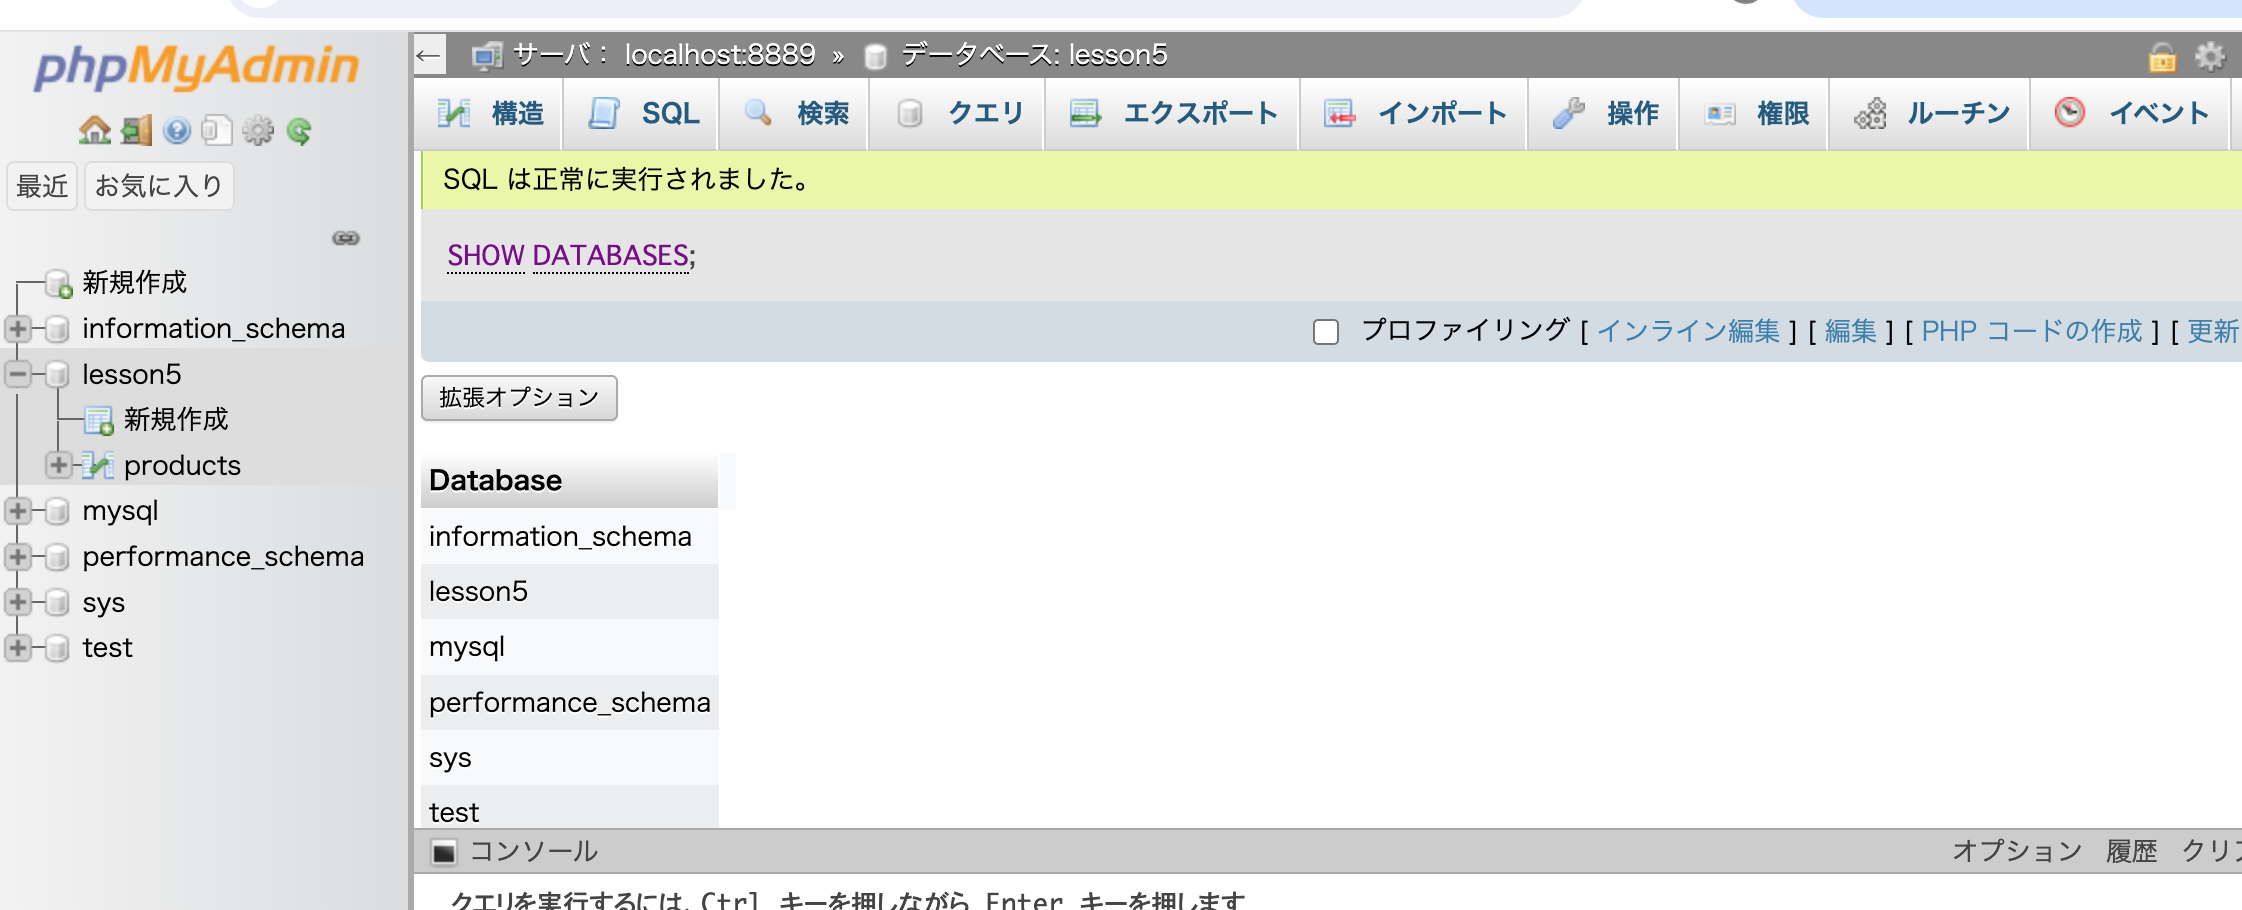 phpMyAdmin
最近 お気に入り
新規作成
information_schema
lesson5
新規作成
products
mysql
performance_schema
sys
test
← サーバ: localhost:8889 » データベース: lesson5
構造 SQL 検索 クエリ エクスポート インポート 操作 権限 ルーチン イベント
SQL は正常に実行されました。
SHOW DATABASES;
プロファイリング [ インライン編集 ] [ 編集 ] [ PHP コードの作成 ] [ 更新
拡張オプション
Database
information_schema
lesson5
mysql
performance_schema
sys
test
コンソール オプション 履歴 クリア
クエリを実行するには、Ctrl キーを押しながら Enter キーを押します